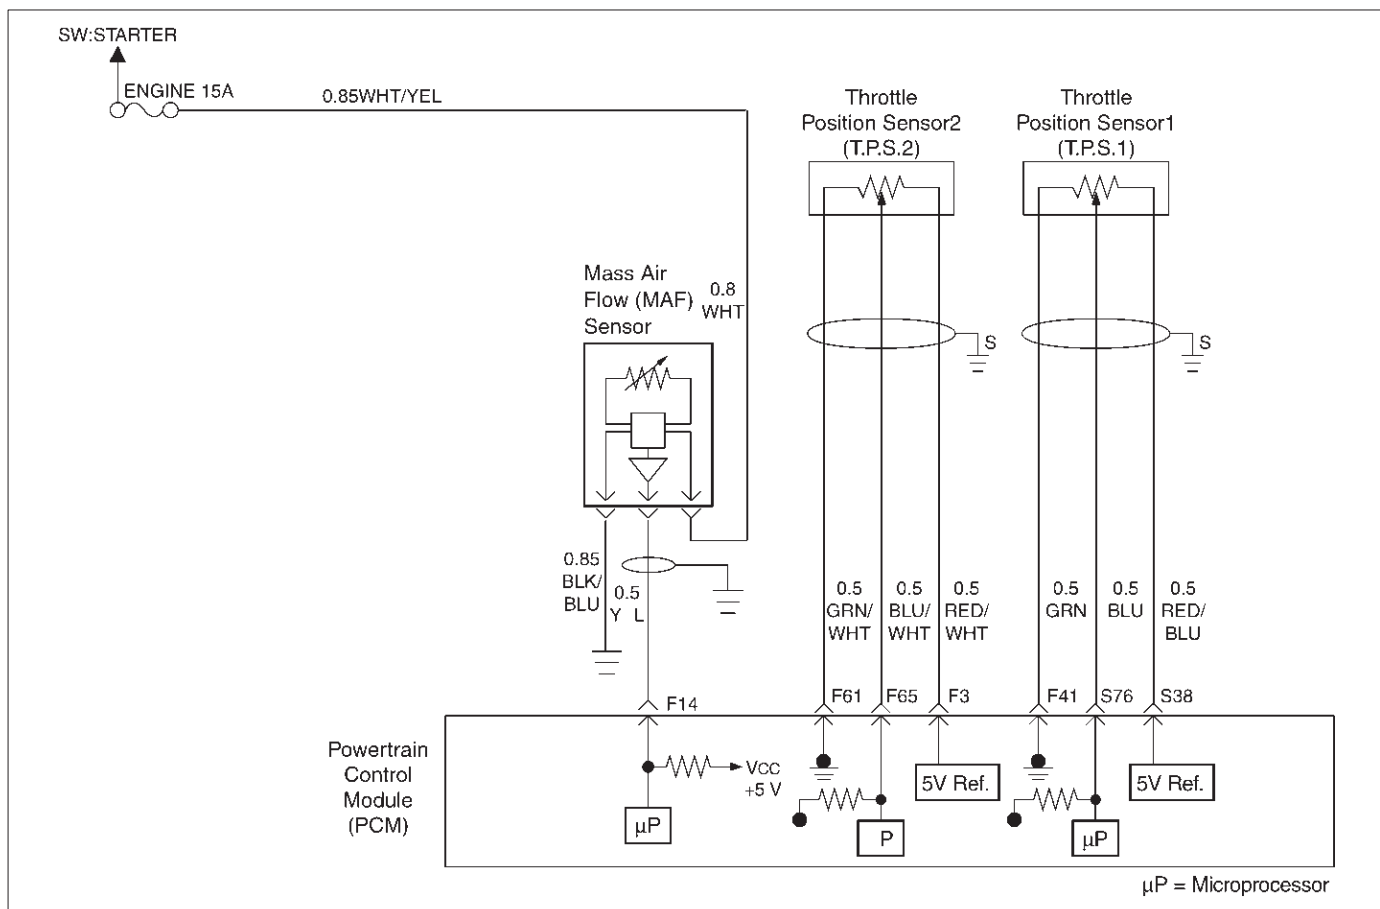 SW:STARTER
ENGINE 15A
0.85WHT/YEL
Throttle
Position Sensor2
(T.P.S.2)
Throttle
Position Sensor1
(T.P.S.1)
Mass Air
Flow (MAF)
Sensor
0.8
WHT
S
S
0.85
BLK/
BLU
0.5
Y L
0.5
GRN/
WHT
0.5
BLU/
WHT
0.5
RED/
WHT
0.5
GRN
0.5
BLU
0.5
RED/
BLU
F14
F61
F65
F3
F41
S76
S38
Powertrain
Control
Module
(PCM)
VCC
+5 V
μP
P
5V Ref.
μP
5V Ref.
μP = Microprocessor